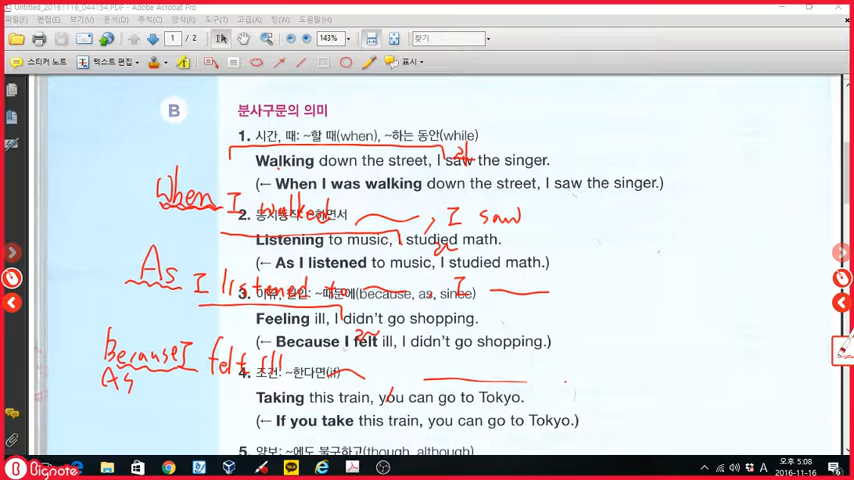 Untitled_20161116_044154.PDF - Adobe Acrobat Pro
파일(F) 편집(E) 보기(V) 문서(D) 주석(C) 양식(R) 도구(T) 고급(A) 창(W) 도움말(H)
1 / 2 143% 찾기
스티커 노트 텍스트 편집 표시
B 분사구문의 의미
1. 시간, 때: ~할 때(when), ~하는 동안(while)
Walking down the street, I saw the singer.
(← When I was walking down the street, I saw the singer.)
When I walked , I saw
2. ~하면서
Listening to music, I studied math.
(← As I listened to music, I studied math.)
As I listened to , I
3. 이유, 원인: ~때문에(because, as, since)
Feeling ill, I didn't go shopping.
(← Because I felt ill, I didn't go shopping.)
Because I felt ill
As
4. 조건: ~한다면(if)
Taking this train, you can go to Tokyo.
(← If you take this train, you can go to Tokyo.)
5. 양보: ~에도 불구하고(though, although)
Bignote
A 오후 5:08
2016-11-16